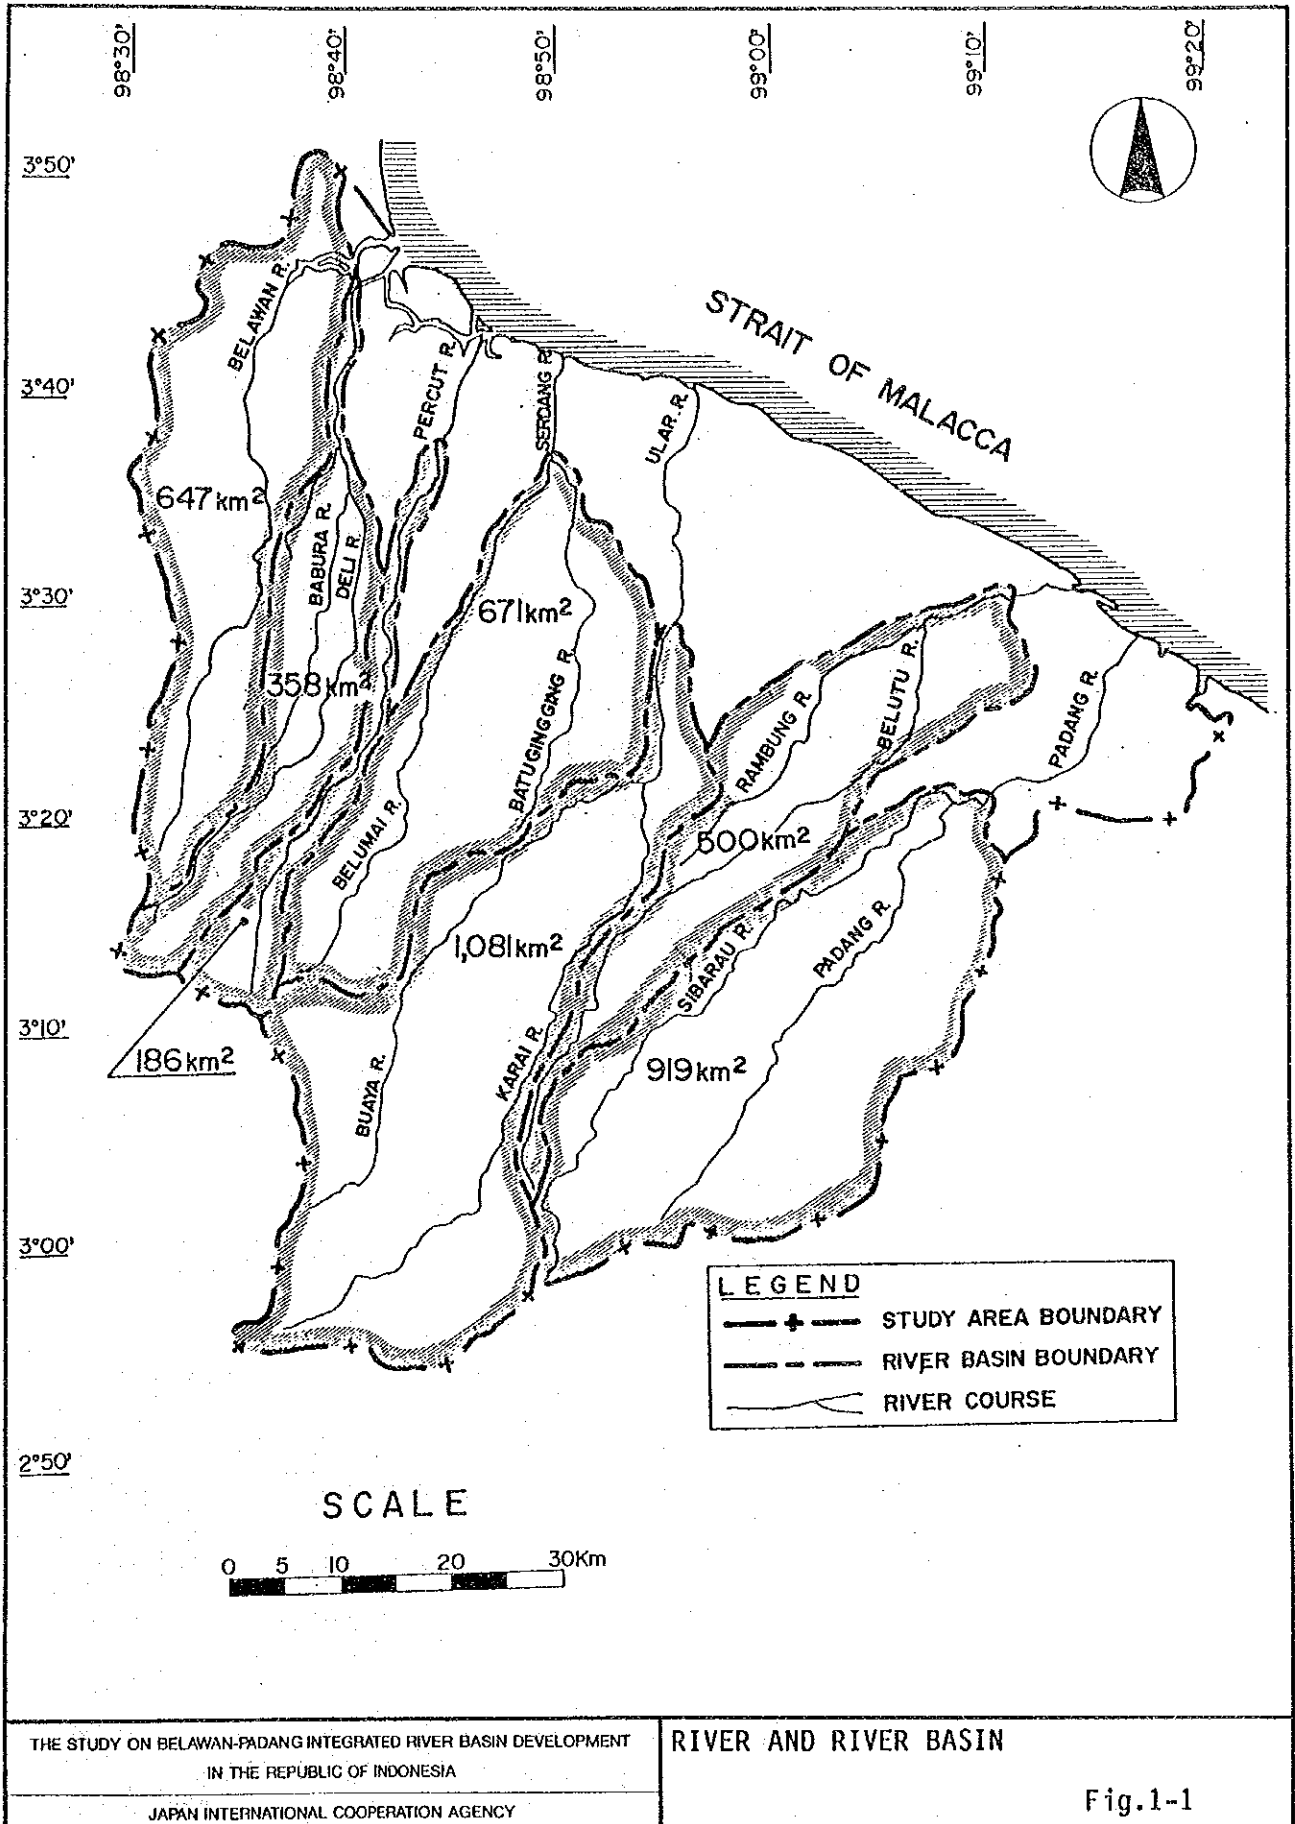 98°30'
98°40'
98°50'
99°00'
99°10'
99°20'
3°50'
3°40'
3°30'
3°20'
3°10'
3°00'
2°50'
STRAIT OF MALACCA
BELAWAN R.
PERCUT R.
SERDANG R.
ULAR R.
647km²
BABURA R.
DELI R.
671km²
358km²
BATUGINGGING R.
RAMBUNG R.
BELUTU R.
PADANG R.
BELUMAI R.
500km²
1,081km²
SIBARAU R.
PADANG R.
186km²
BUAYA R.
KARAI R.
919km²
LEGEND
STUDY AREA BOUNDARY
RIVER BASIN BOUNDARY
RIVER COURSE
SCALE
0 5 10 20 30Km
THE STUDY ON BELAWAN-PADANG INTEGRATED RIVER BASIN DEVELOPMENT
IN THE REPUBLIC OF INDONESIA
JAPAN INTERNATIONAL COOPERATION AGENCY
RIVER AND RIVER BASIN
Fig.1-1